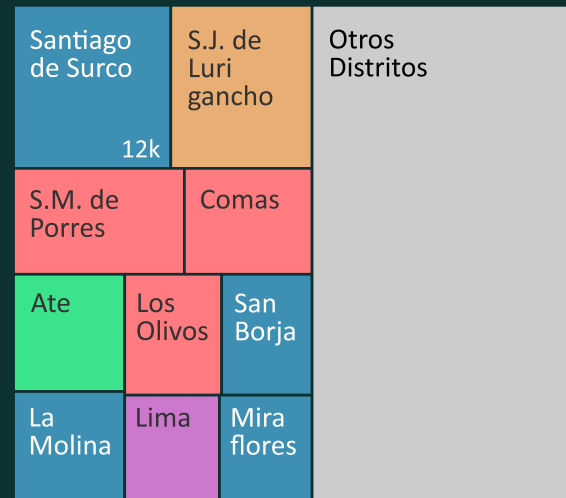 Santiago
de Surco
12k
S.J. de
Luri
gancho
Otros
Distritos
S.M. de
Porres
Comas
Ate
Los
Olivos
San
Borja
La
Molina
Lima
Mira
flores